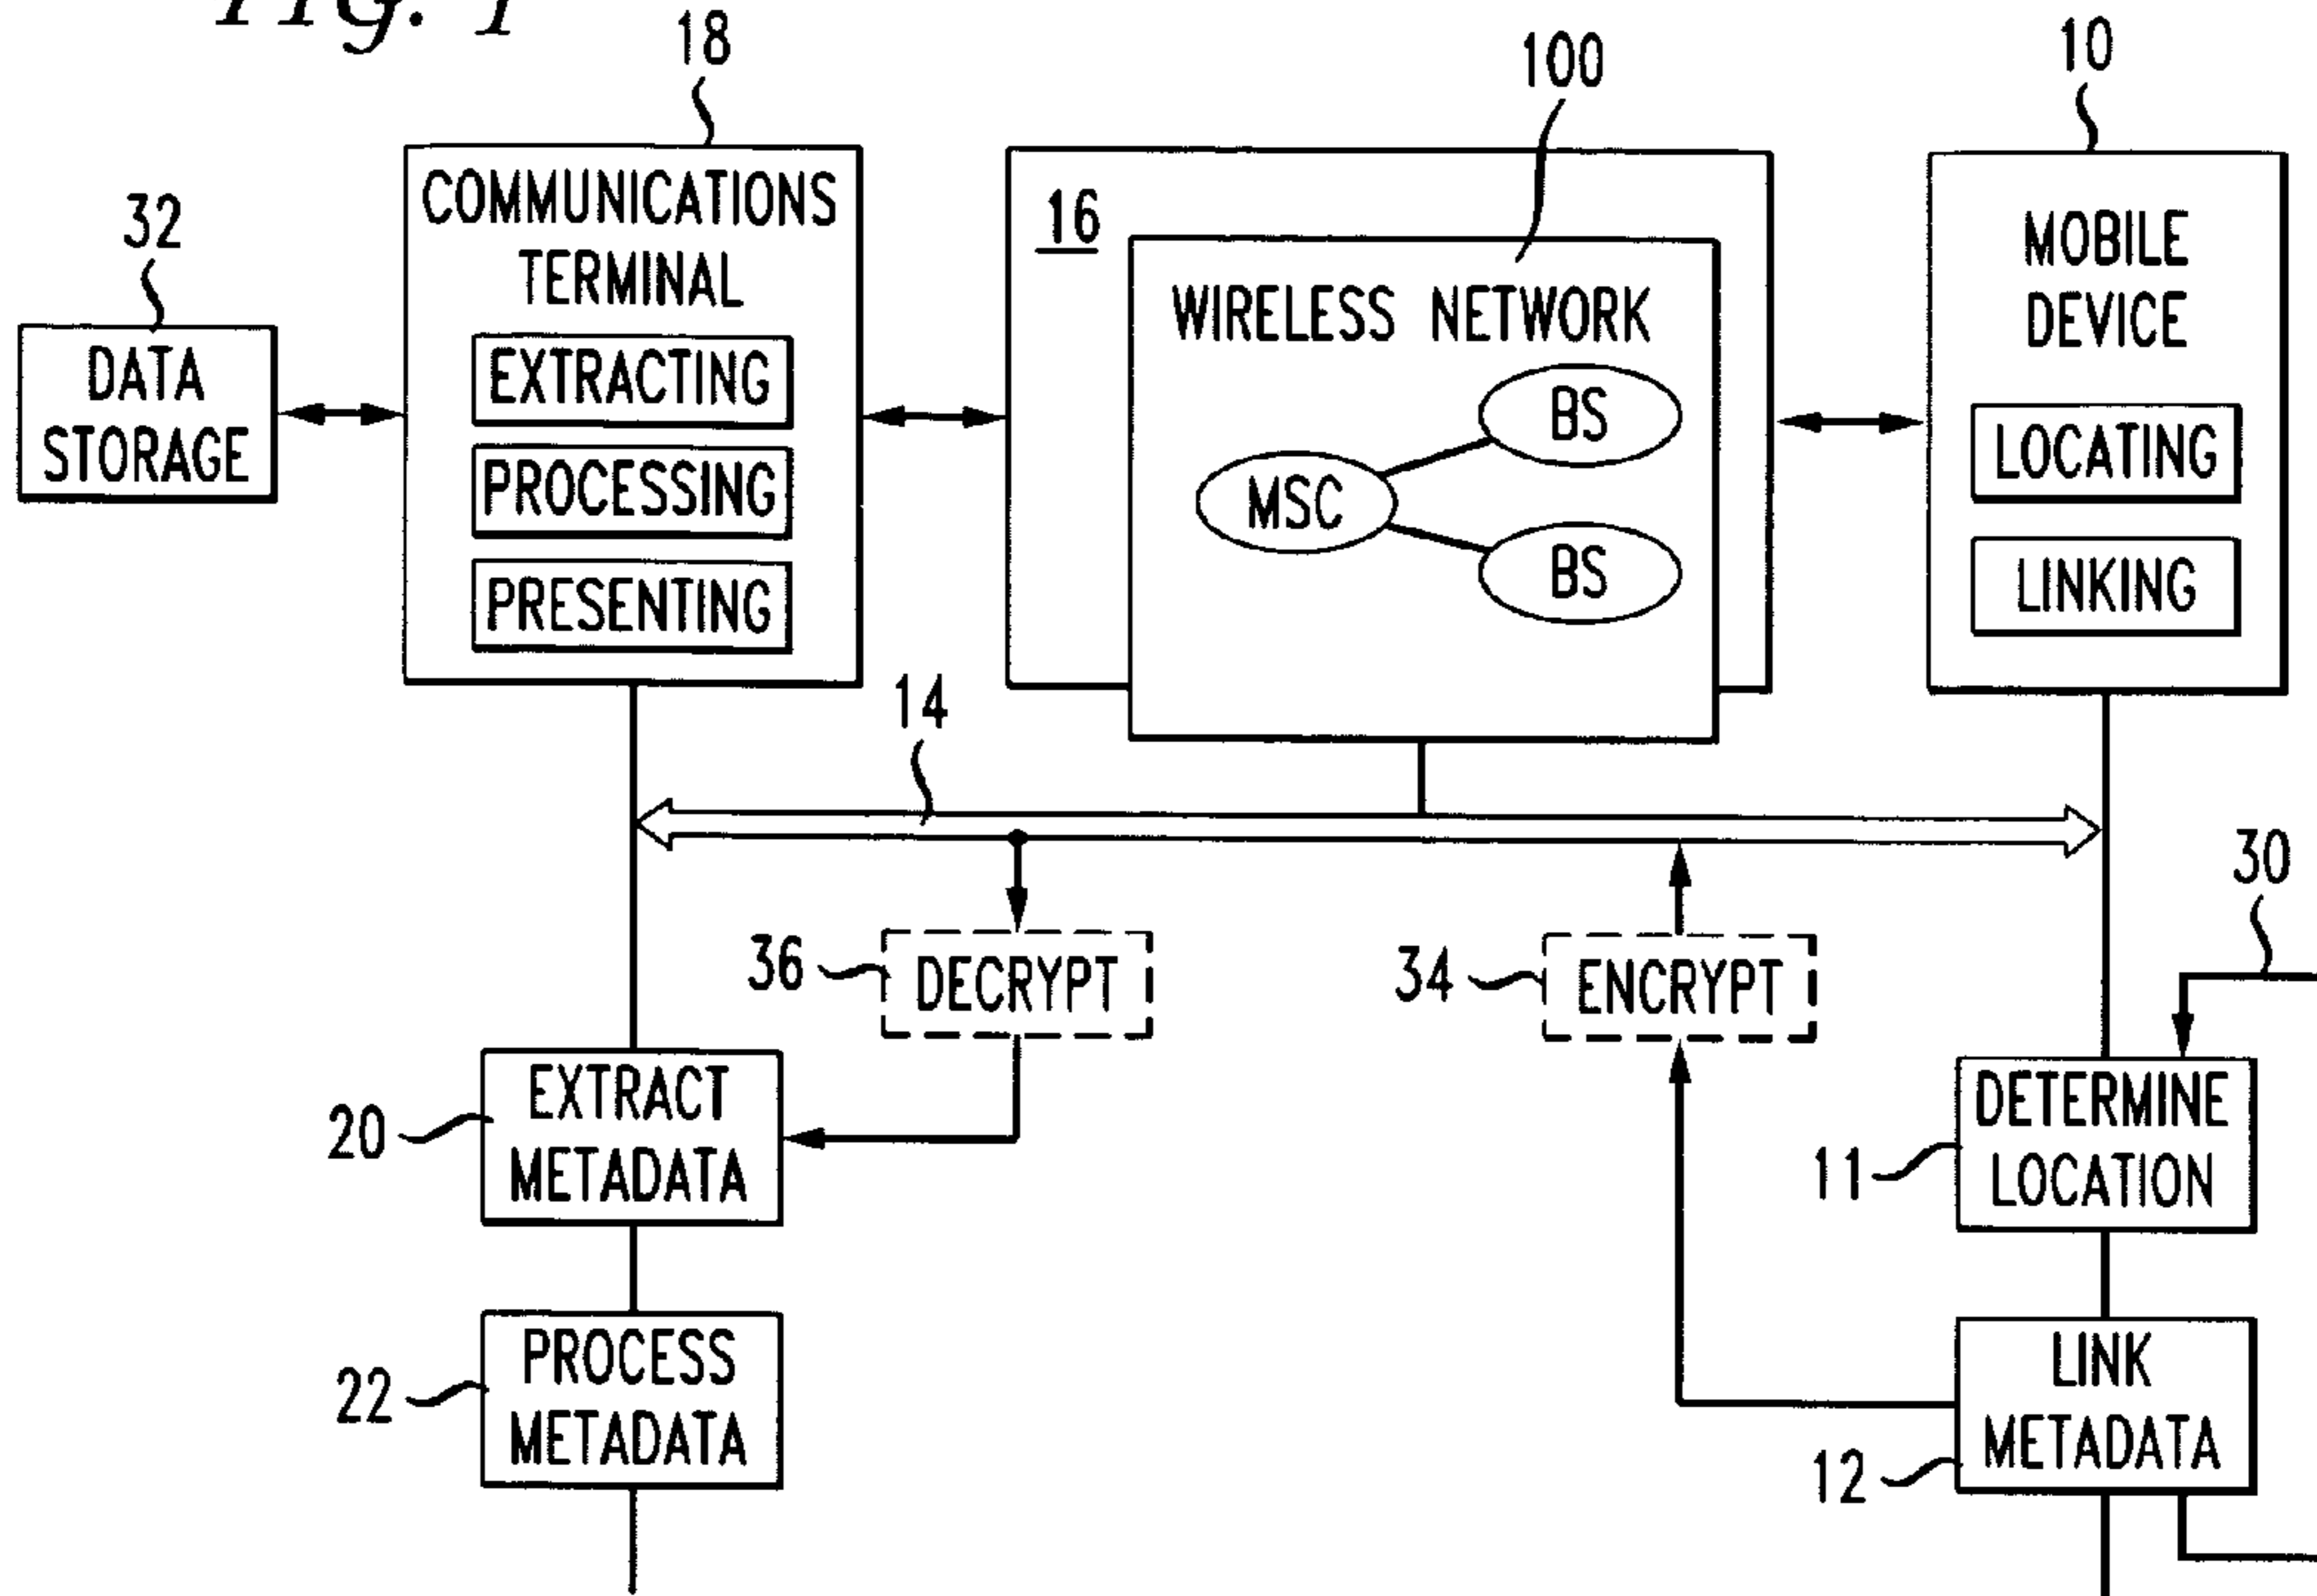 FIG. 1
18
100
10
32
COMMUNICATIONS
TERMINAL
EXTRACTING
PROCESSING
PRESENTING
DATA
STORAGE
16
WIRELESS NETWORK
BS
MSC
BS
MOBILE
DEVICE
LOCATING
LINKING
14
30
36
DECRYPT
34
ENCRYPT
20
EXTRACT
METADATA
11
DETERMINE
LOCATION
22
PROCESS
METADATA
12
LINK
METADATA